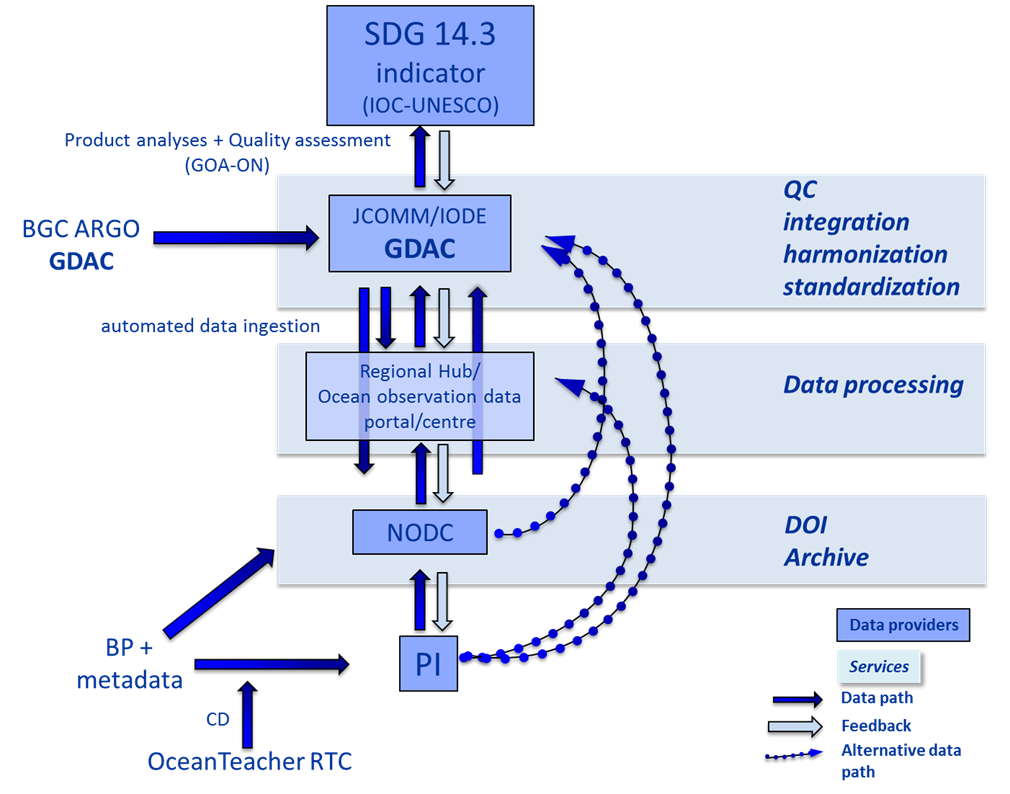 SDG 14.3
indicator
(IOC-UNESCO)
Product analyses + Quality assessment
(GOA-ON)
JCOMM/IODE
GDAC
BGC ARGO
GDAC
QC
integration
harmonization
standardization
automated data ingestion
Regional Hub/
Ocean observation data
portal/centre
Data processing
NODC
DOI
Archive
BP +
metadata
PI
CD
OceanTeacher RTC
Data providers
Services
Data path
Feedback
Alternative data
path